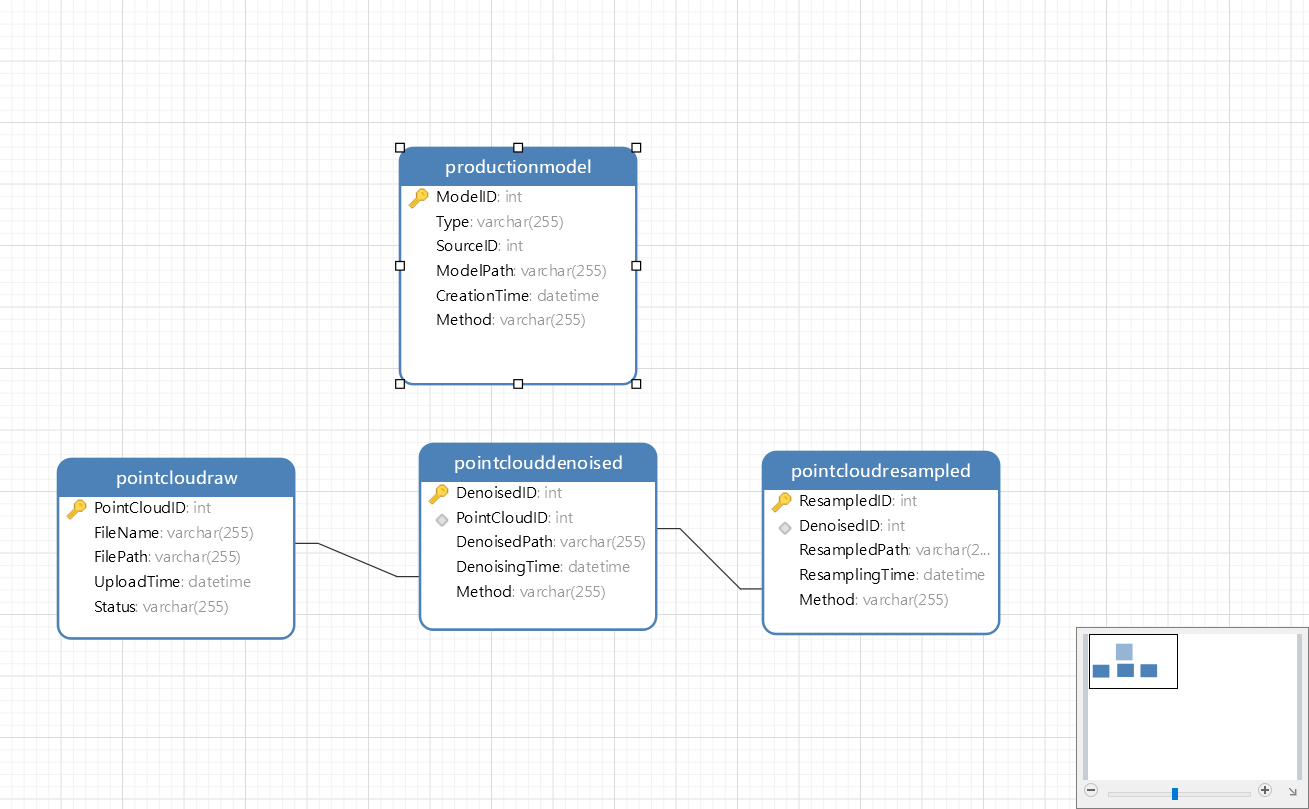 productionmodel
ModelID: int
Type: varchar(255)
SourceID: int
ModelPath: varchar(255)
CreationTime: datetime
Method: varchar(255)
pointcloudraw
PointCloudID: int
FileName: varchar(255)
FilePath: varchar(255)
UploadTime: datetime
Status: varchar(255)
pointclouddenoised
DenoisedID: int
PointCloudID: int
DenoisedPath: varchar(255)
DenoisingTime: datetime
Method: varchar(255)
pointcloudresampled
ResampledID: int
DenoisedID: int
ResampledPath: varchar(2...
ResamplingTime: datetime
Method: varchar(255)